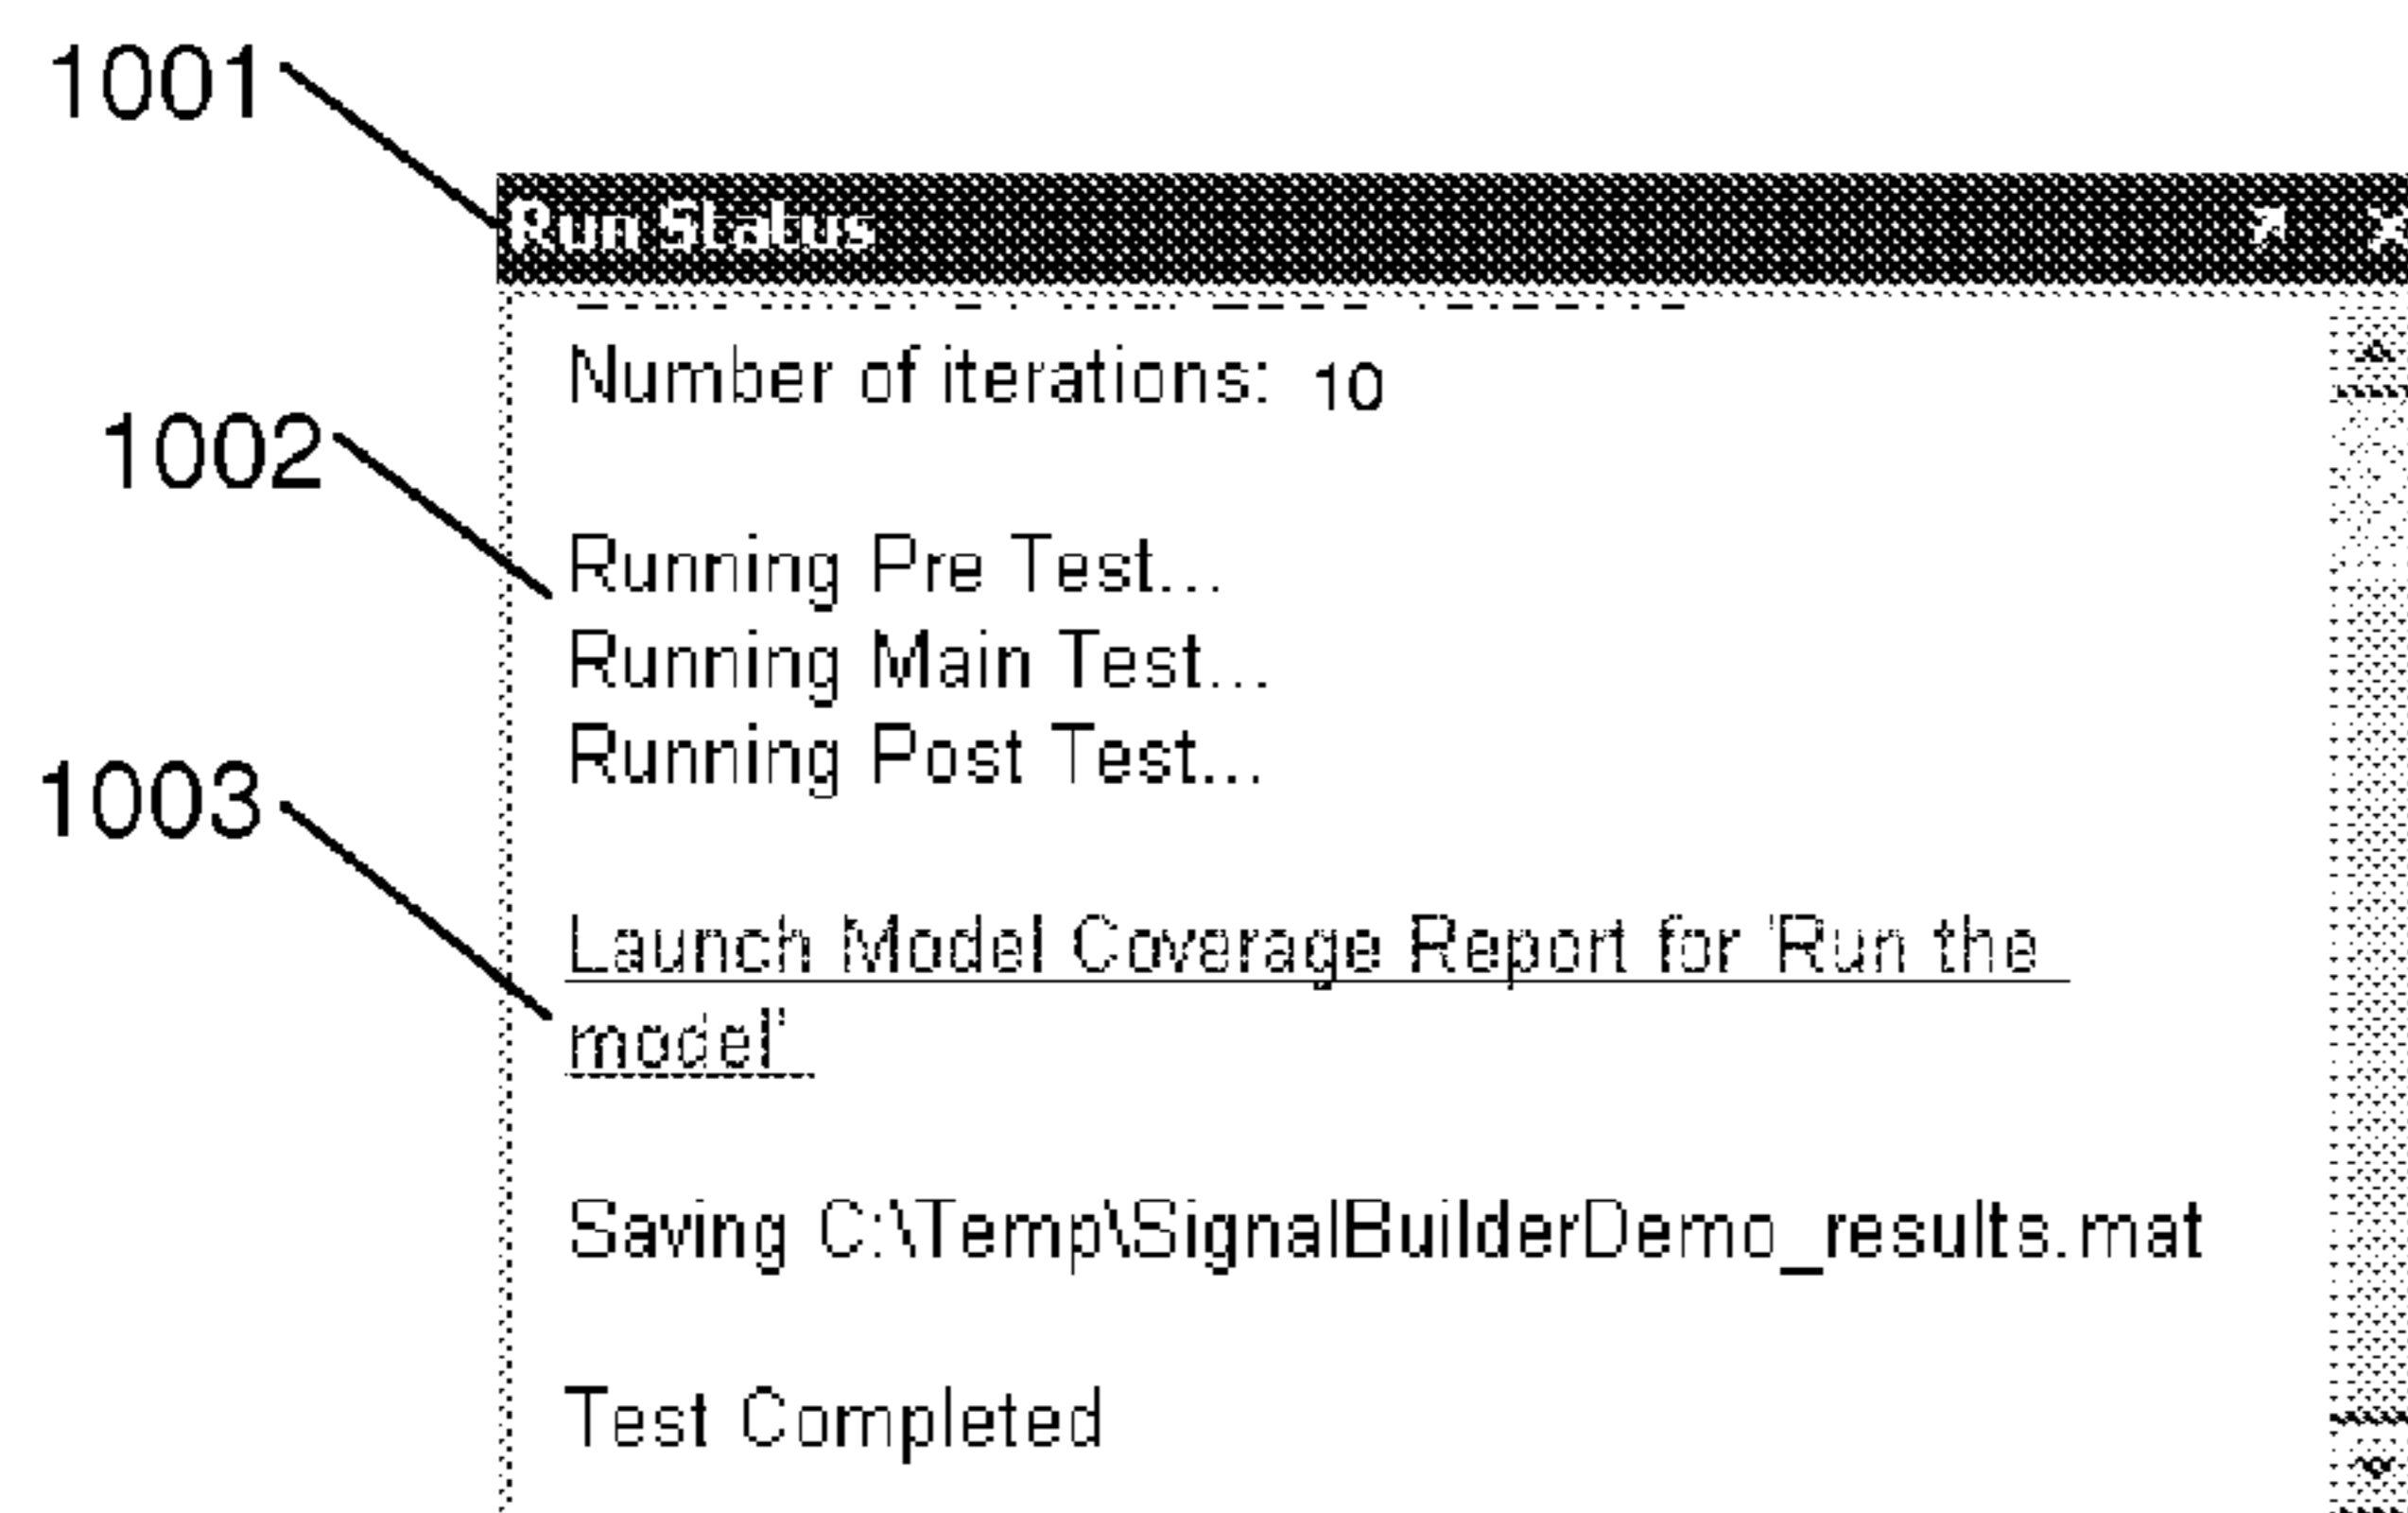 1001
Run Status
Number of iterations: 10
1002
Running Pre Test...
Running Main Test...
Running Post Test...
1003
Launch Model Coverage Report for 'Run the
model'
Saving C:\Temp\SignalBuilderDemo_results.mat
Test Completed